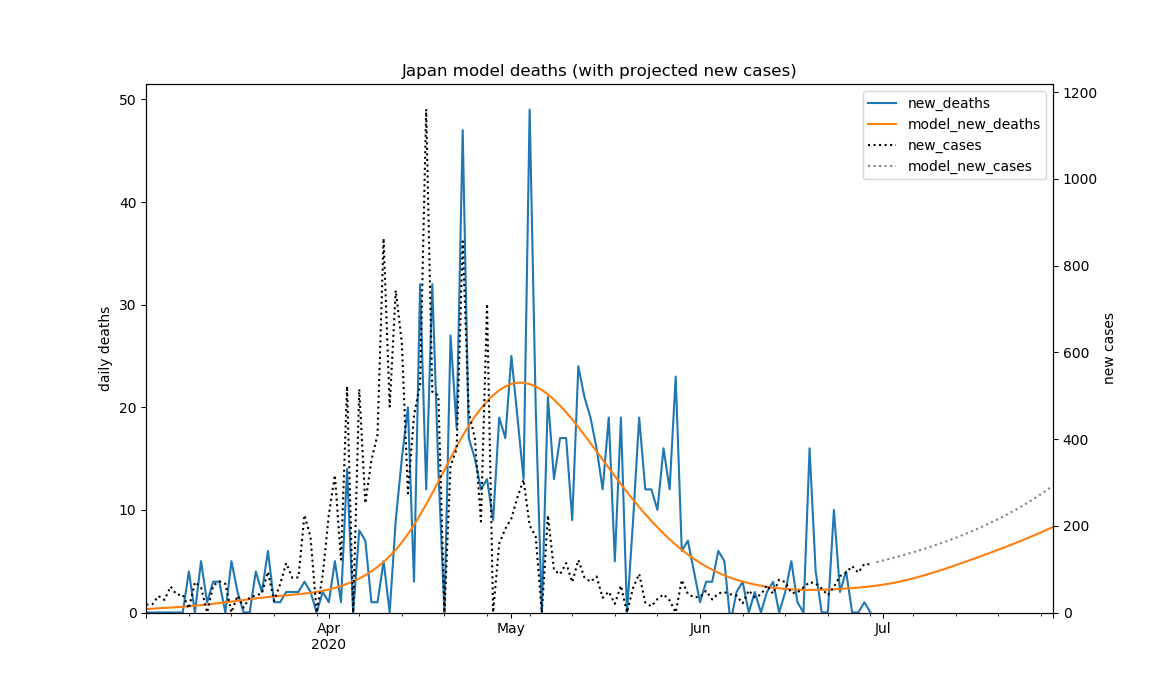 Japan model deaths (with projected new cases)
new_deaths
model_new_deaths
new_cases
model_new_cases
50
40
30
20
10
0
daily deaths
1200
1000
800
600
400
200
0
new cases
Apr
2020
May
Jun
Jul